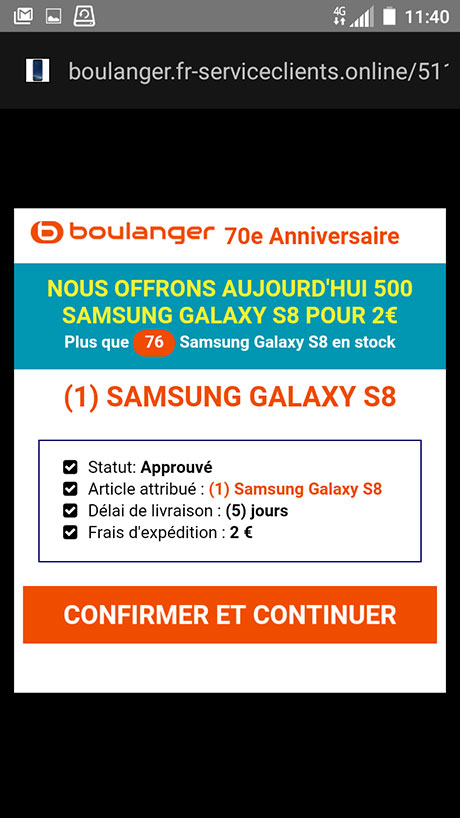 4G 11:40
boulanger.fr-serviceclients.online/511
boulanger 70e Anniversaire
NOUS OFFRONS AUJOURD'HUI 500
SAMSUNG GALAXY S8 POUR 2€
Plus que 76 Samsung Galaxy S8 en stock
(1) SAMSUNG GALAXY S8
Statut: Approuvé
Article attribué : (1) Samsung Galaxy S8
Délai de livraison : (5) jours
Frais d'expédition : 2 €
CONFIRMER ET CONTINUER